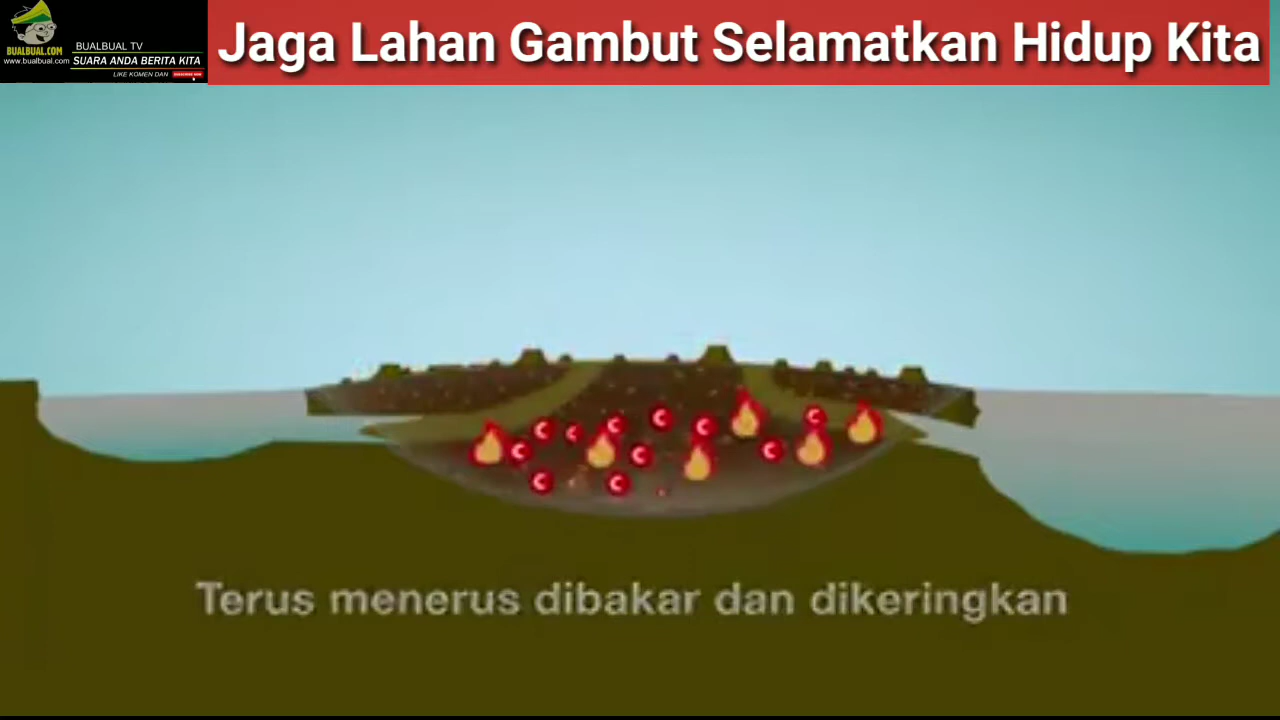 Jaga Lahan Gambut Selamatkan Hidup Kita
BUALBUAL.COM
www.bualbual.com
BUALBUAL TV
SUARA ANDA BERITA KITA
LIKE KOMEN DAN
C
C
C
C
C
C
C
C
C
C
C
Terus menerus dibakar dan dikeringkan